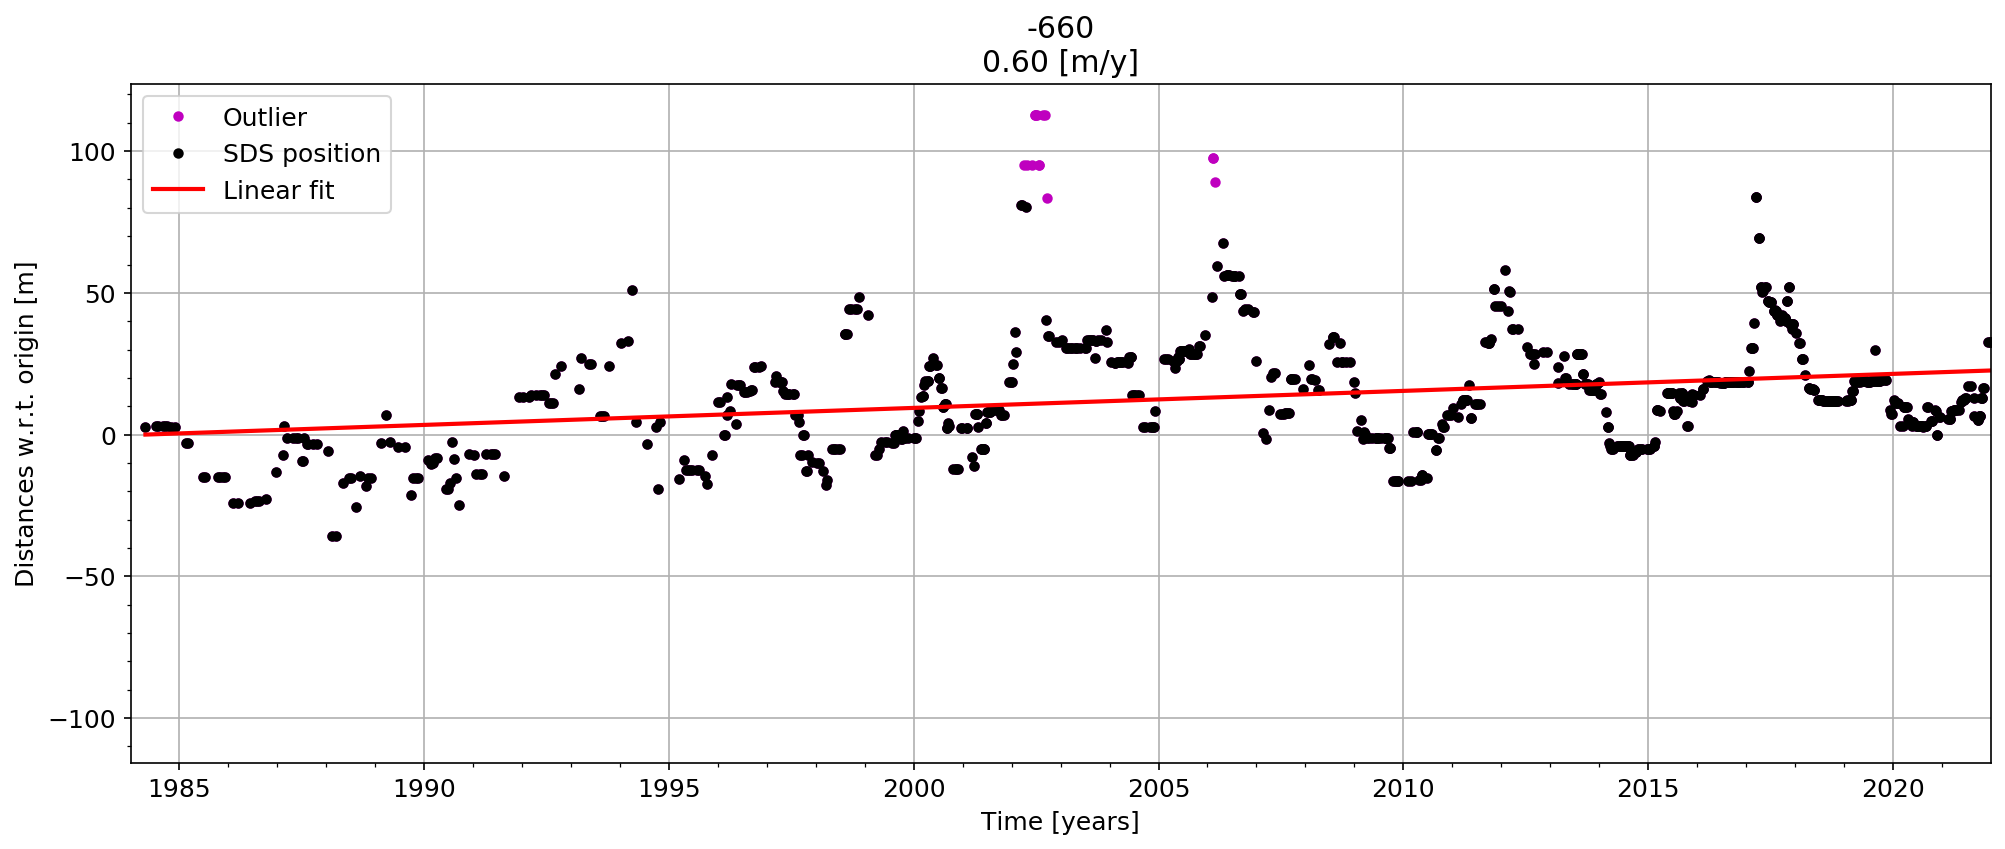 -660
0.60 [m/y]
Outlier
SDS position
Linear fit
Distances w.r.t. origin [m]
100
50
0
−50
−100
1985 1990 1995 2000 2005 2010 2015 2020
Time [years]